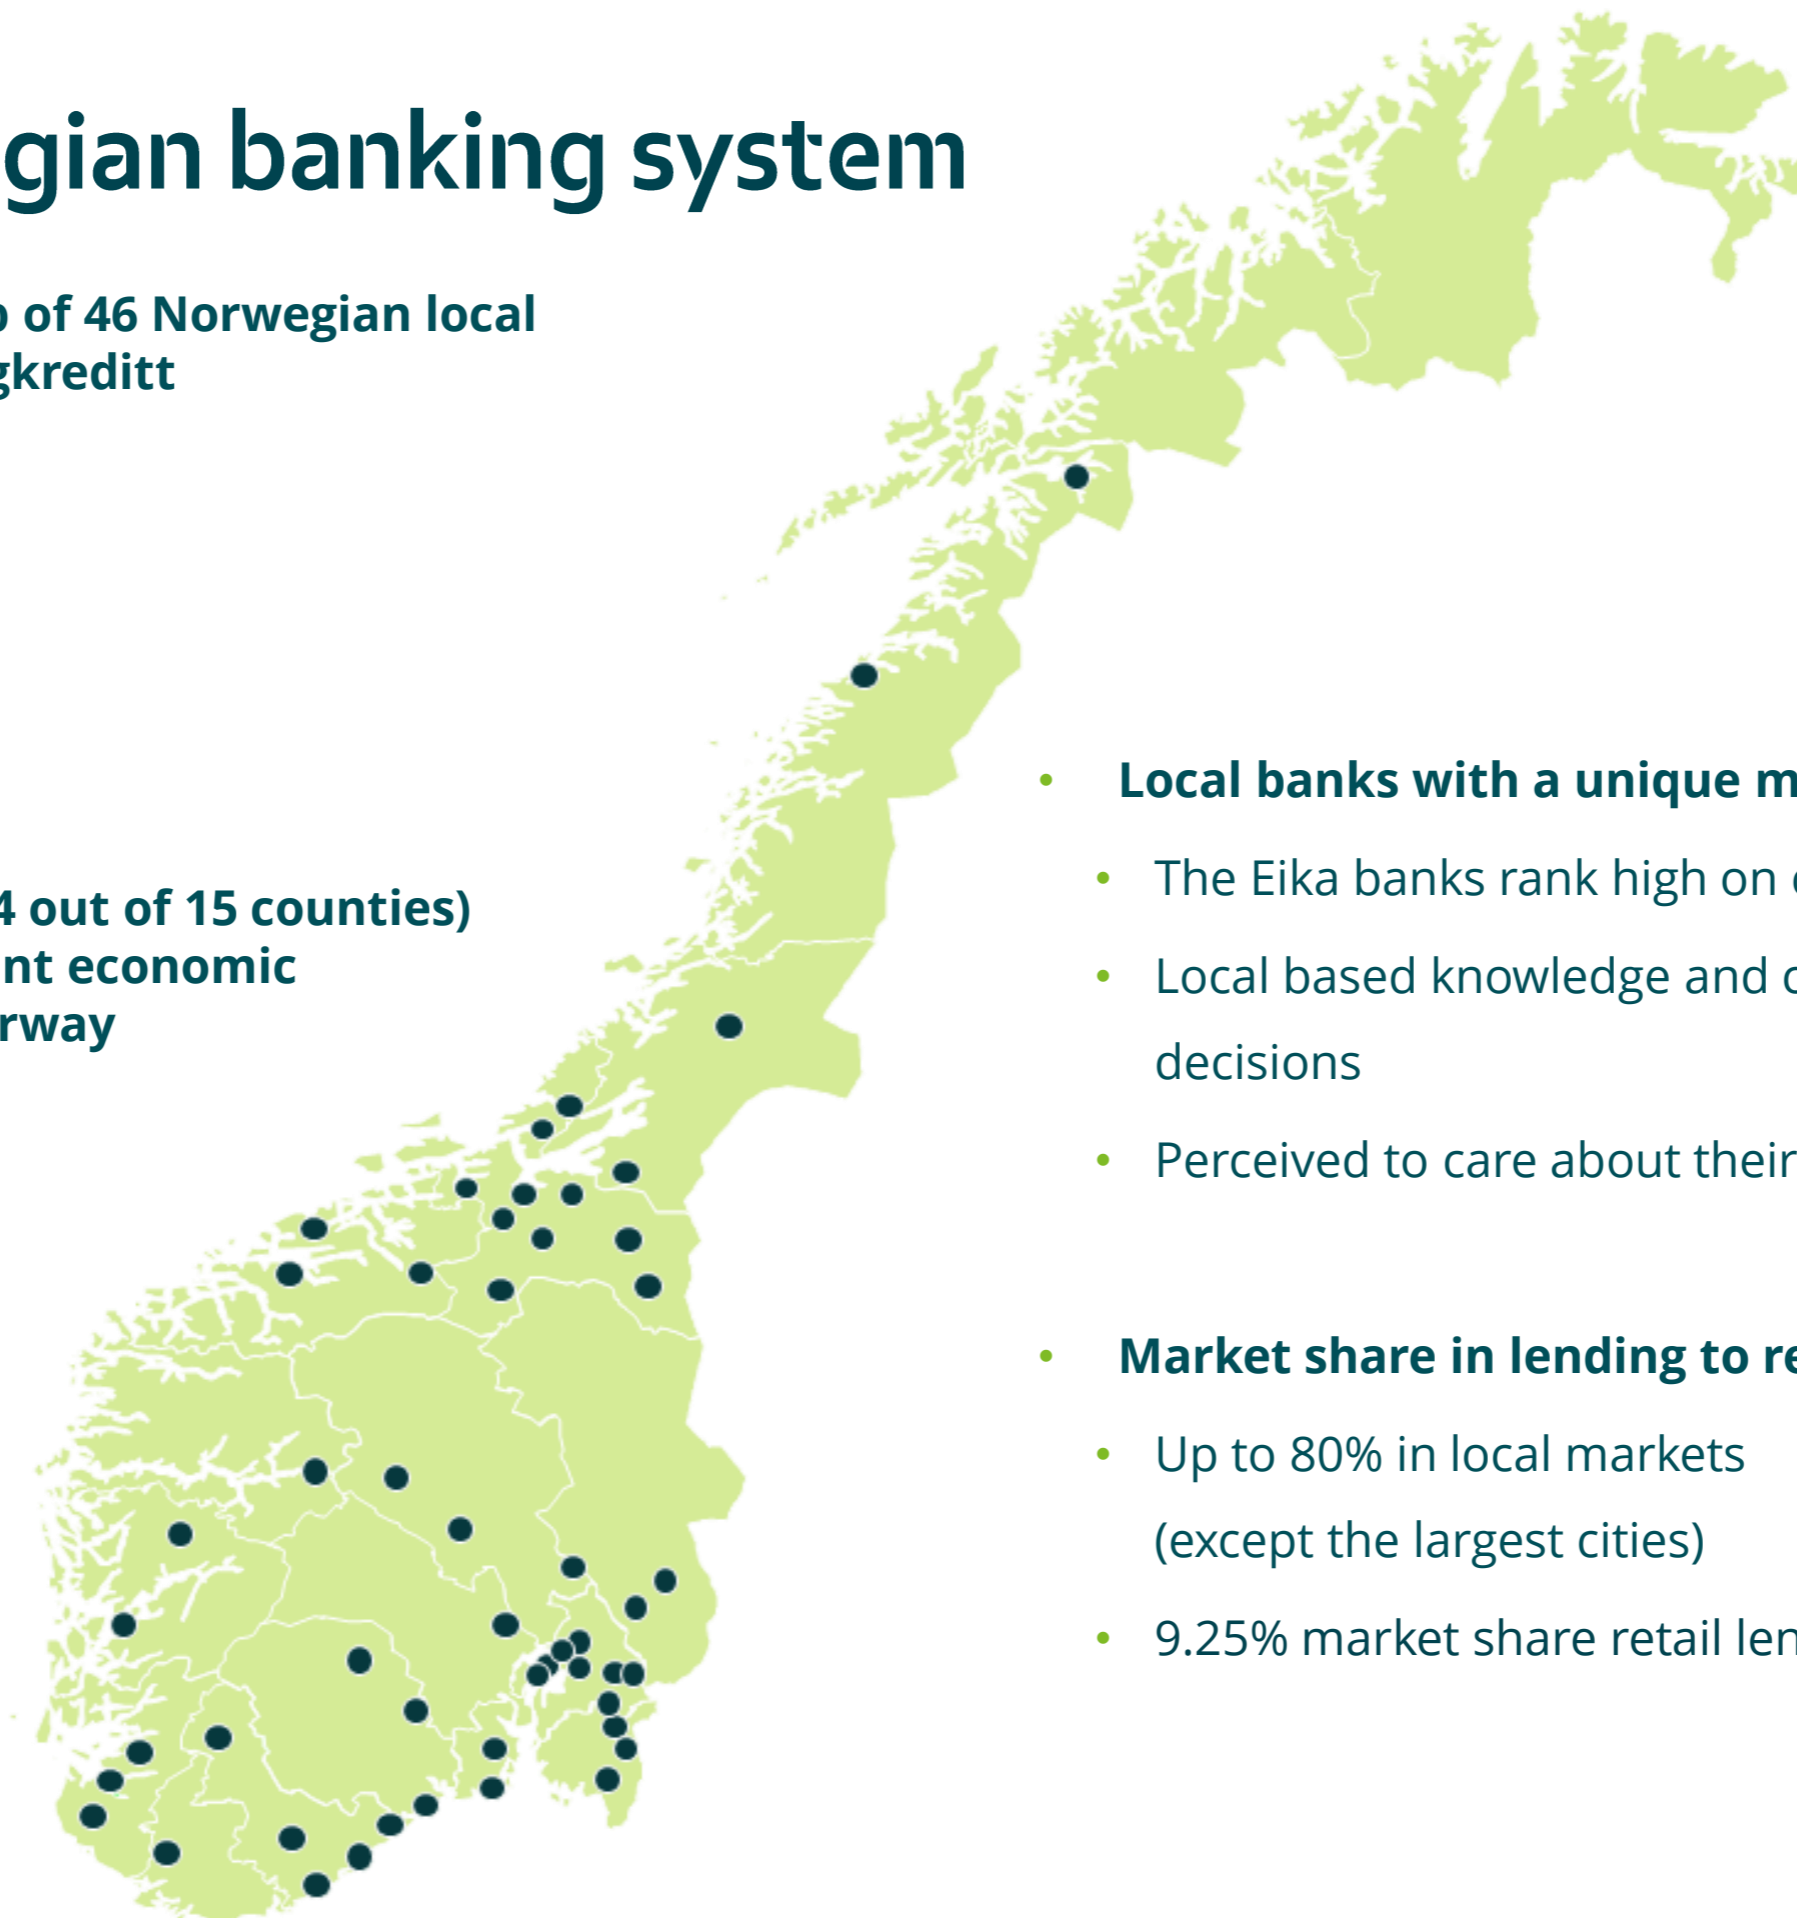 gian banking system
of 46 Norwegian local
gkreditt
4 out of 15 counties)
nt economic
rway
• Local banks with a unique m
• The Eika banks rank high on
• Local based knowledge and
decisions
• Perceived to care about their
• Market share in lending to re
• Up to 80% in local markets
(except the largest cities)
• 9.25% market share retail len